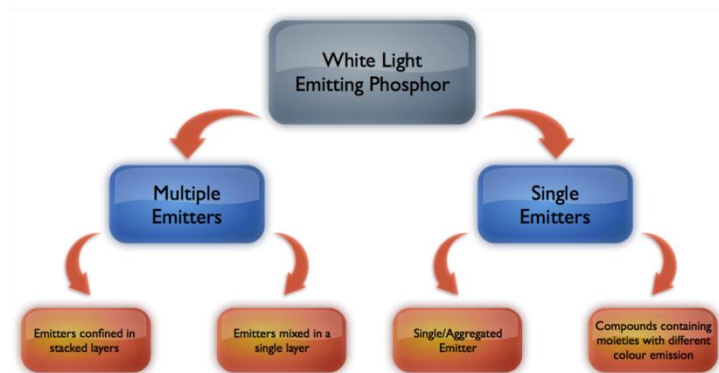 White Light
Emitting Phosphor
Multiple
Emitters
Single
Emitters
Emitters confined in
stacked layers
Emitters mixed in a
single layer
Single/Aggregated
Emitter
Compounds containing
moieties with different
colour emission